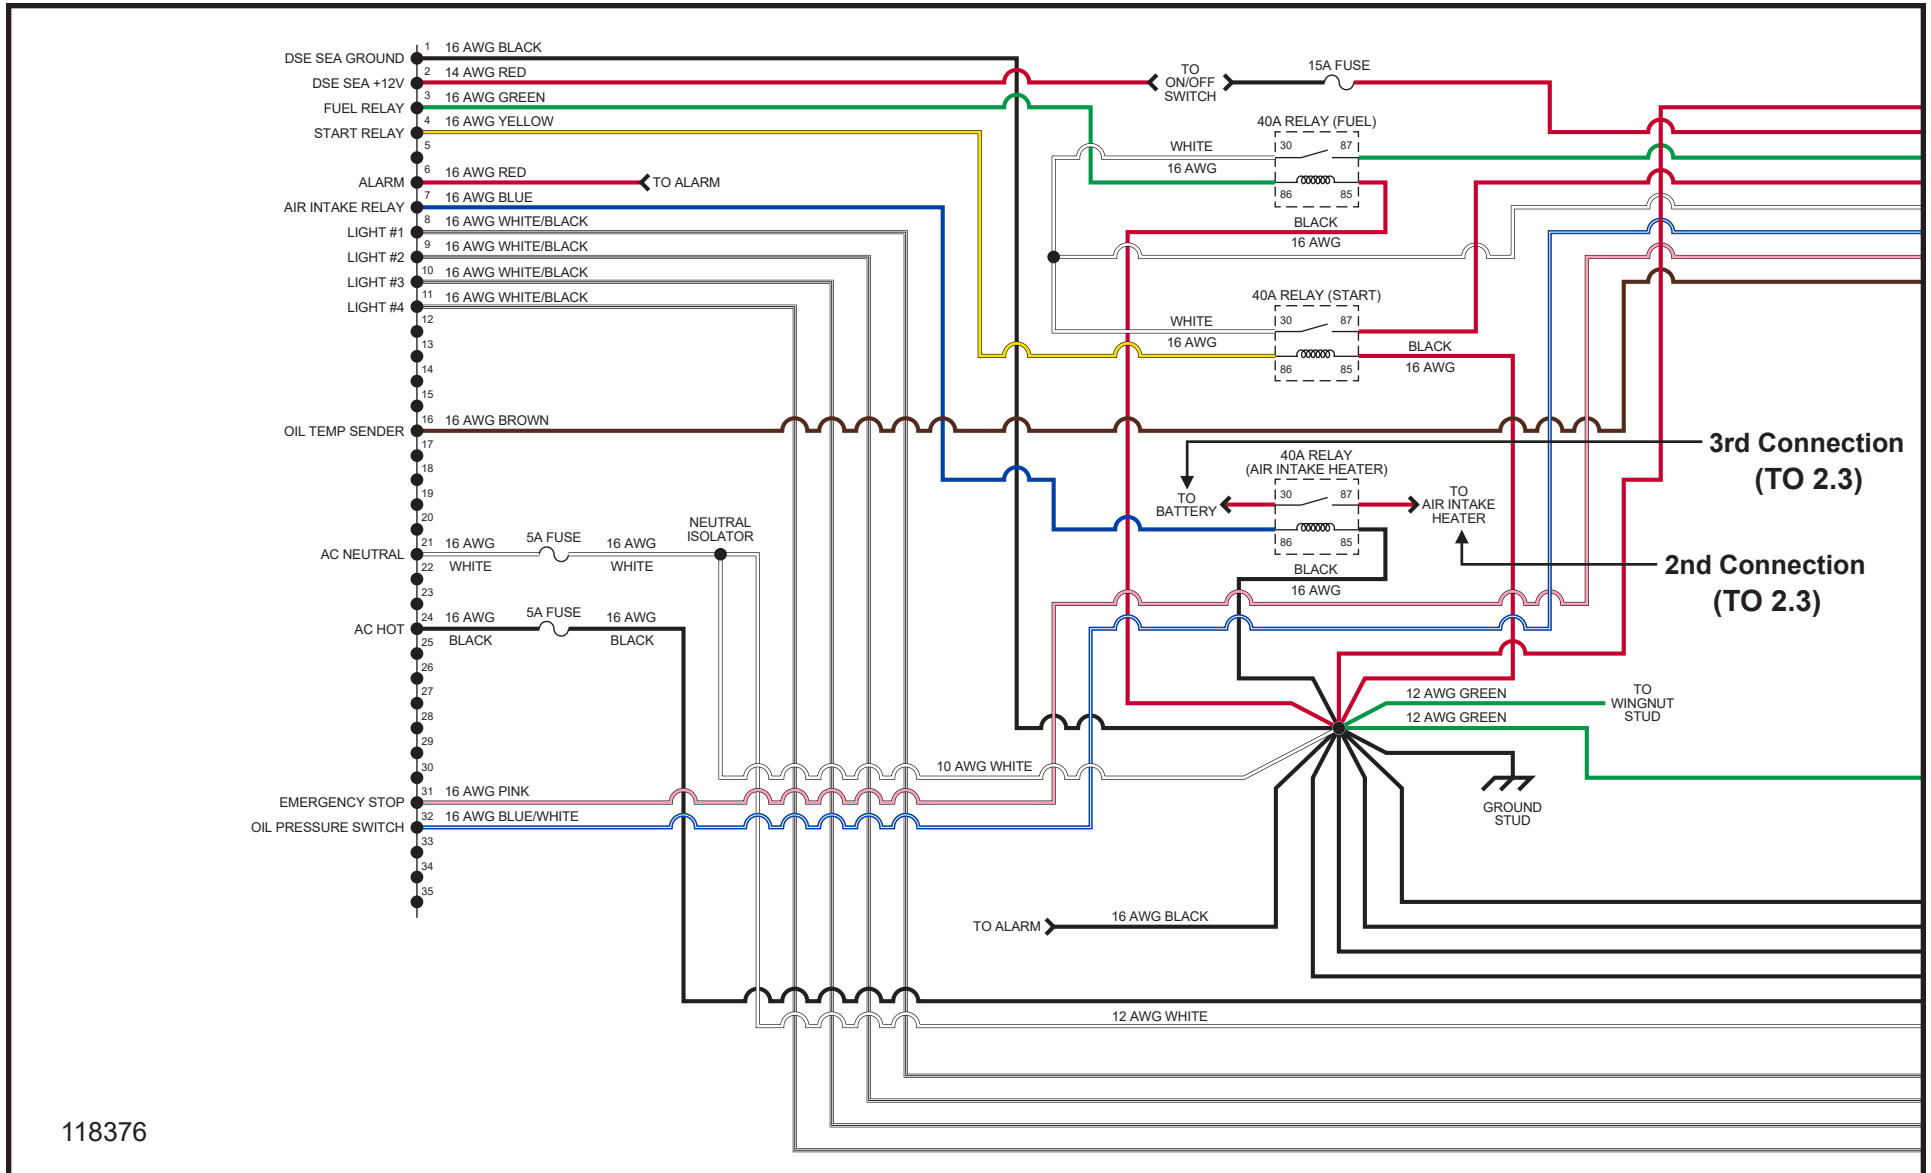 DSE SEA GROUND 1 16 AWG BLACK
DSE SEA +12V 2 14 AWG RED
FUEL RELAY 3 16 AWG GREEN
START RELAY 4 16 AWG YELLOW
5
ALARM 6 16 AWG RED
TO ALARM
AIR INTAKE RELAY 7 16 AWG BLUE
LIGHT #1 8 16 AWG WHITE/BLACK
LIGHT #2 9 16 AWG WHITE/BLACK
LIGHT #3 10 16 AWG WHITE/BLACK
LIGHT #4 11 16 AWG WHITE/BLACK
12
13
14
15
OIL TEMP SENDER 16 16 AWG BROWN
17
18
19
20
AC NEUTRAL 21 16 AWG
WHITE
5A FUSE
16 AWG
WHITE
NEUTRAL
ISOLATOR
22
23
AC HOT 24 16 AWG
BLACK
5A FUSE
16 AWG
BLACK
25
26
27
28
29
30
EMERGENCY STOP 31 16 AWG PINK
OIL PRESSURE SWITCH 32 16 AWG BLUE/WHITE
33
34
35
TO
ON/OFF
SWITCH
15A FUSE
40A RELAY (FUEL)
WHITE
16 AWG
30 87
86 85
BLACK
16 AWG
40A RELAY (START)
WHITE
16 AWG
30 87
86 85
BLACK
16 AWG
3rd Connection
(TO 2.3)
40A RELAY
(AIR INTAKE HEATER)
TO
BATTERY
30 87
86 85
TO
AIR INTAKE
HEATER
BLACK
16 AWG
2nd Connection
(TO 2.3)
12 AWG GREEN
TO
WINGNUT
STUD
12 AWG GREEN
10 AWG WHITE
GROUND
STUD
TO ALARM
16 AWG BLACK
12 AWG WHITE
118376